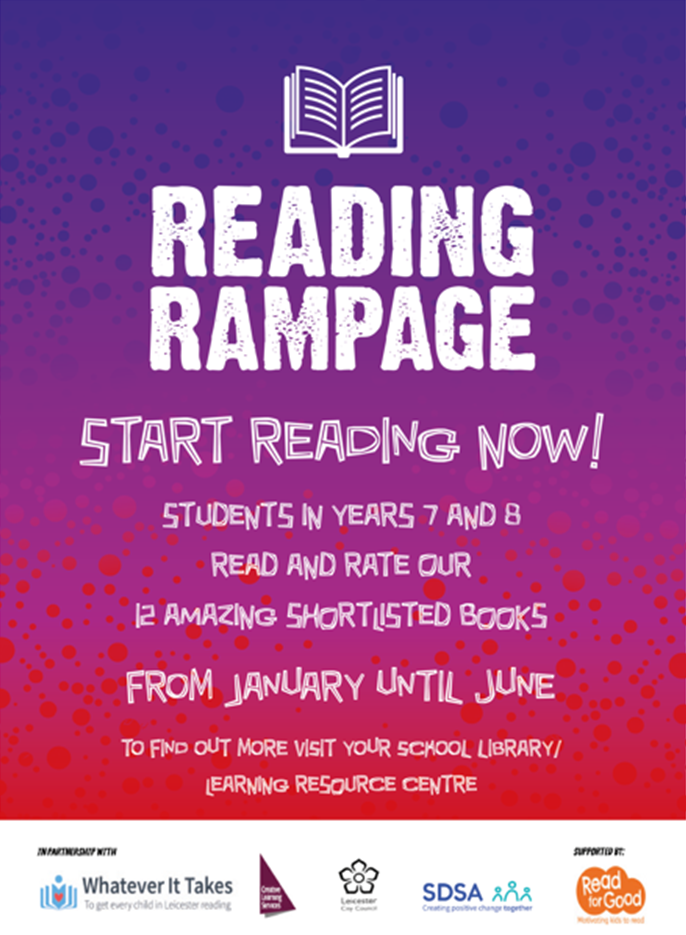 READING
RAMPAGE
START READING NOW!
STUDENTS IN YEARS 7 AND 8
READ AND RATE OUR
12 AMAZING SHORTLISTED BOOKS
FROM JANUARY UNTIL JUNE
TO FIND OUT MORE VISIT YOUR SCHOOL LIBRARY/
LEARNING RESOURCE CENTRE
IN PARTNERSHIP WITH
Whatever It Takes
To get every child in Leicester reading
Creative
Learning
Services
Leicester
City Council
SDSA
Creating positive change together
SUPPORTED BY:
Read
for Good
Motivating kids to read